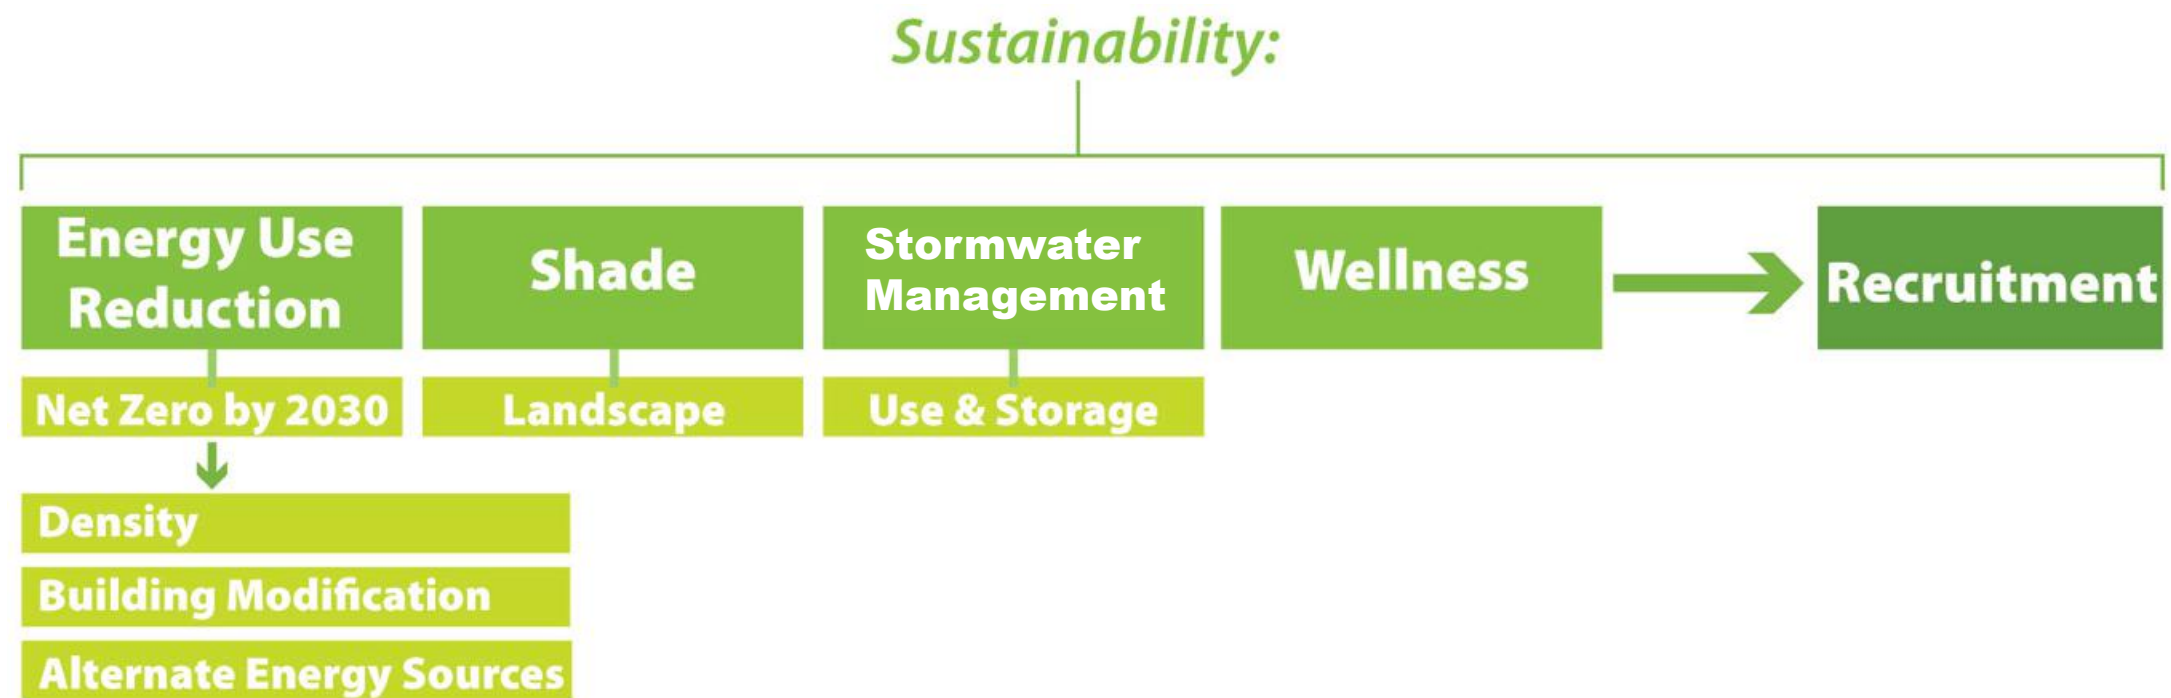 Sustainability:
Energy Use
Reduction
Shade
Stormwater
Management
Wellness
Recruitment
Net Zero by 2030
Landscape
Use & Storage
Density
Building Modification
Alternate Energy Sources